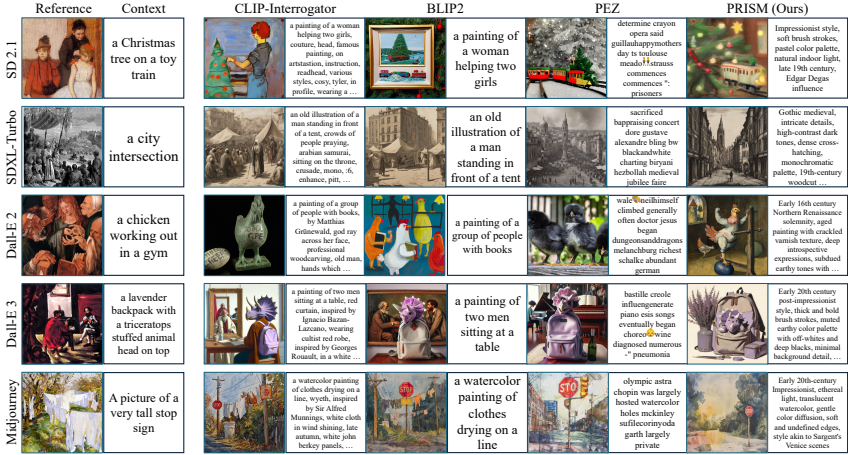 Reference Context CLIP-Interrogator BLIP2 PEZ PRISM (Ours)
SD 2.1
a Christmas
tree on a toy
train
a painting of a woman
helping two girls,
couture, head, famous
painting, on
artstation, instruction,
readhead, various
styles, cosy, tyler, in
profile, wearing a …
a painting of
a woman
helping two
girls
determine crayon
opera said
guillauhappymothers
day ts toulouse
meado🙌strauss
commences
commences ":
prisoners
Impressionist style,
soft brush strokes,
pastel color palette,
natural indoor light,
late 19th century,
Edgar Degas
influence
SDXL-Turbo
a city
intersection
an old illustration of a
man standing in front
of a tent, crowds of
people praying,
arabian samurai,
sitting on the throne,
crusade, mono, :6,
enhance, pitt, …
an old
illustration of
a man
standing in
front of a tent
sacrificed
bappraising concert
dore gustave
alexandre bling bw
blackandwhite
charting biryani
hezbollah medieval
jubilee faire
Gothic medieval,
intricate details,
high-contrast dark
tones, dense cross-
hatching,
monochromatic
palette, 19th-century
woodcut …
Dall-E 2
a chicken
working out
in a gym
a painting of a group
of people with books,
by Matthias
Grünewald, god ray
across her face,
professional
woodcarving, old man,
hands which …
a painting of a
group of people
with books
neilhimself
climbed generally
often doctor jesus
began
dungeonsanddragons
melanchburg richest
schalke abundant
german
Early 16th century
Northern Renaissance
solemnity, aged
painting with crackled
varnish texture, deep
introspective
expressions, subdued
earthy tones with …
Dall-E 3
a lavender
backpack with
a triceratops
stuffed animal
head on top
a painting of two men
sitting at a table, red
curtain, inspired by
Ignacio Bazan-
Lazcano, wearing
cultist red robe,
inspired by Georges
Rouault, in a white …
a painting of
two men
sitting at a
table
bastille creole
influengenerate
piano esis songs
eventually began
choreo😔wine
diagnosed numerous
-" pneumonia
Early 20th century
post-impressionist
style, thick and bold
brush strokes, muted
earthy color palette
with off-whites and
deep blacks, minimal
background detail, …
Midjourney
A picture of a
very tall stop
sign
a watercolor painting
of clothes drying on a
line, wyeth, inspired
by Sir Alfred
Munnings, white cloth
in wind shining, late
autumn, white john
berkey panels, …
STOP
a watercolor
painting of
clothes
drying on a
line
STOP
olympic astra
chopin was largely
hosted watercolor
holes mckinley
sufilecorinyoda
garth largely
private
Early 20th-century
Impressionist, ethereal
light, translucent
watercolor, gentle
color diffusion, soft
and undefined edges,
style akin to Sargent's
Venice scenes